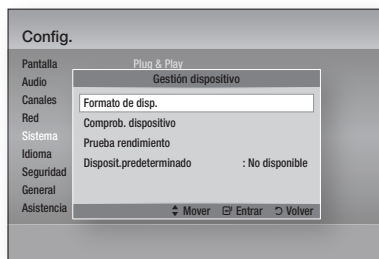 Config.
Pantalla
Plug & Play
Audio
Canales
Red
Sistema
Idioma
Seguridad
General
Asistencia
Gestión dispositivo
Formato de disp.
Comprob. dispositivo
Prueba rendimiento
Disposit.predeterminado : No disponible
Mover Entrar Volver